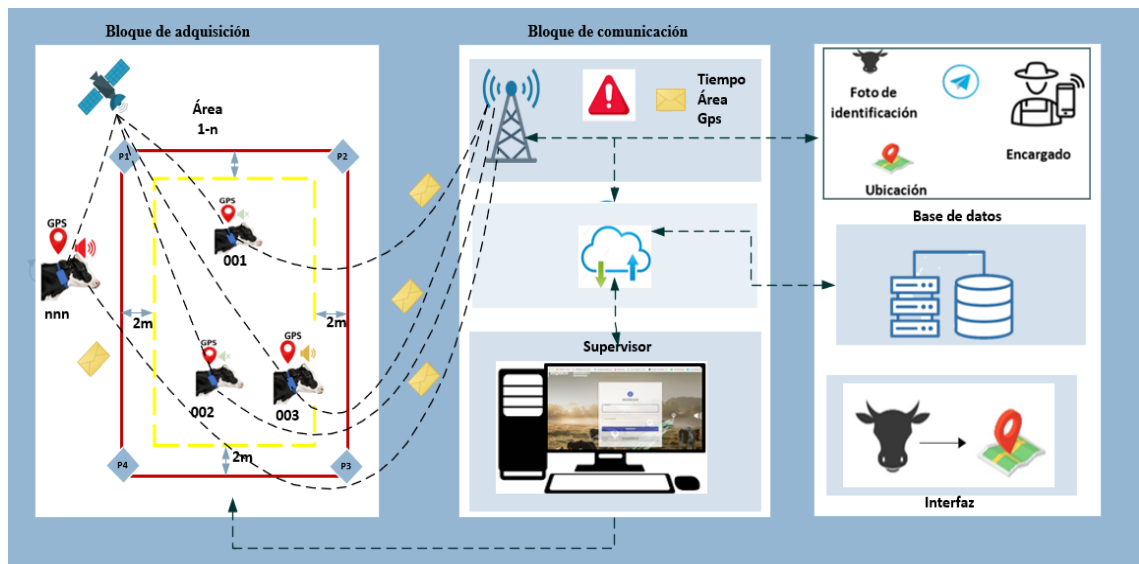 Bloque de adquisición
Área
1-n
P1
P2
GPS
001
GPS
nnn
2m
2m
GPS
002
GPS
003
2m
P4
P3
Bloque de comunicación
Tiempo
Área
Gps
Supervisor
Foto de
identificación
Encargado
Ubicación
Base de datos
Interfaz